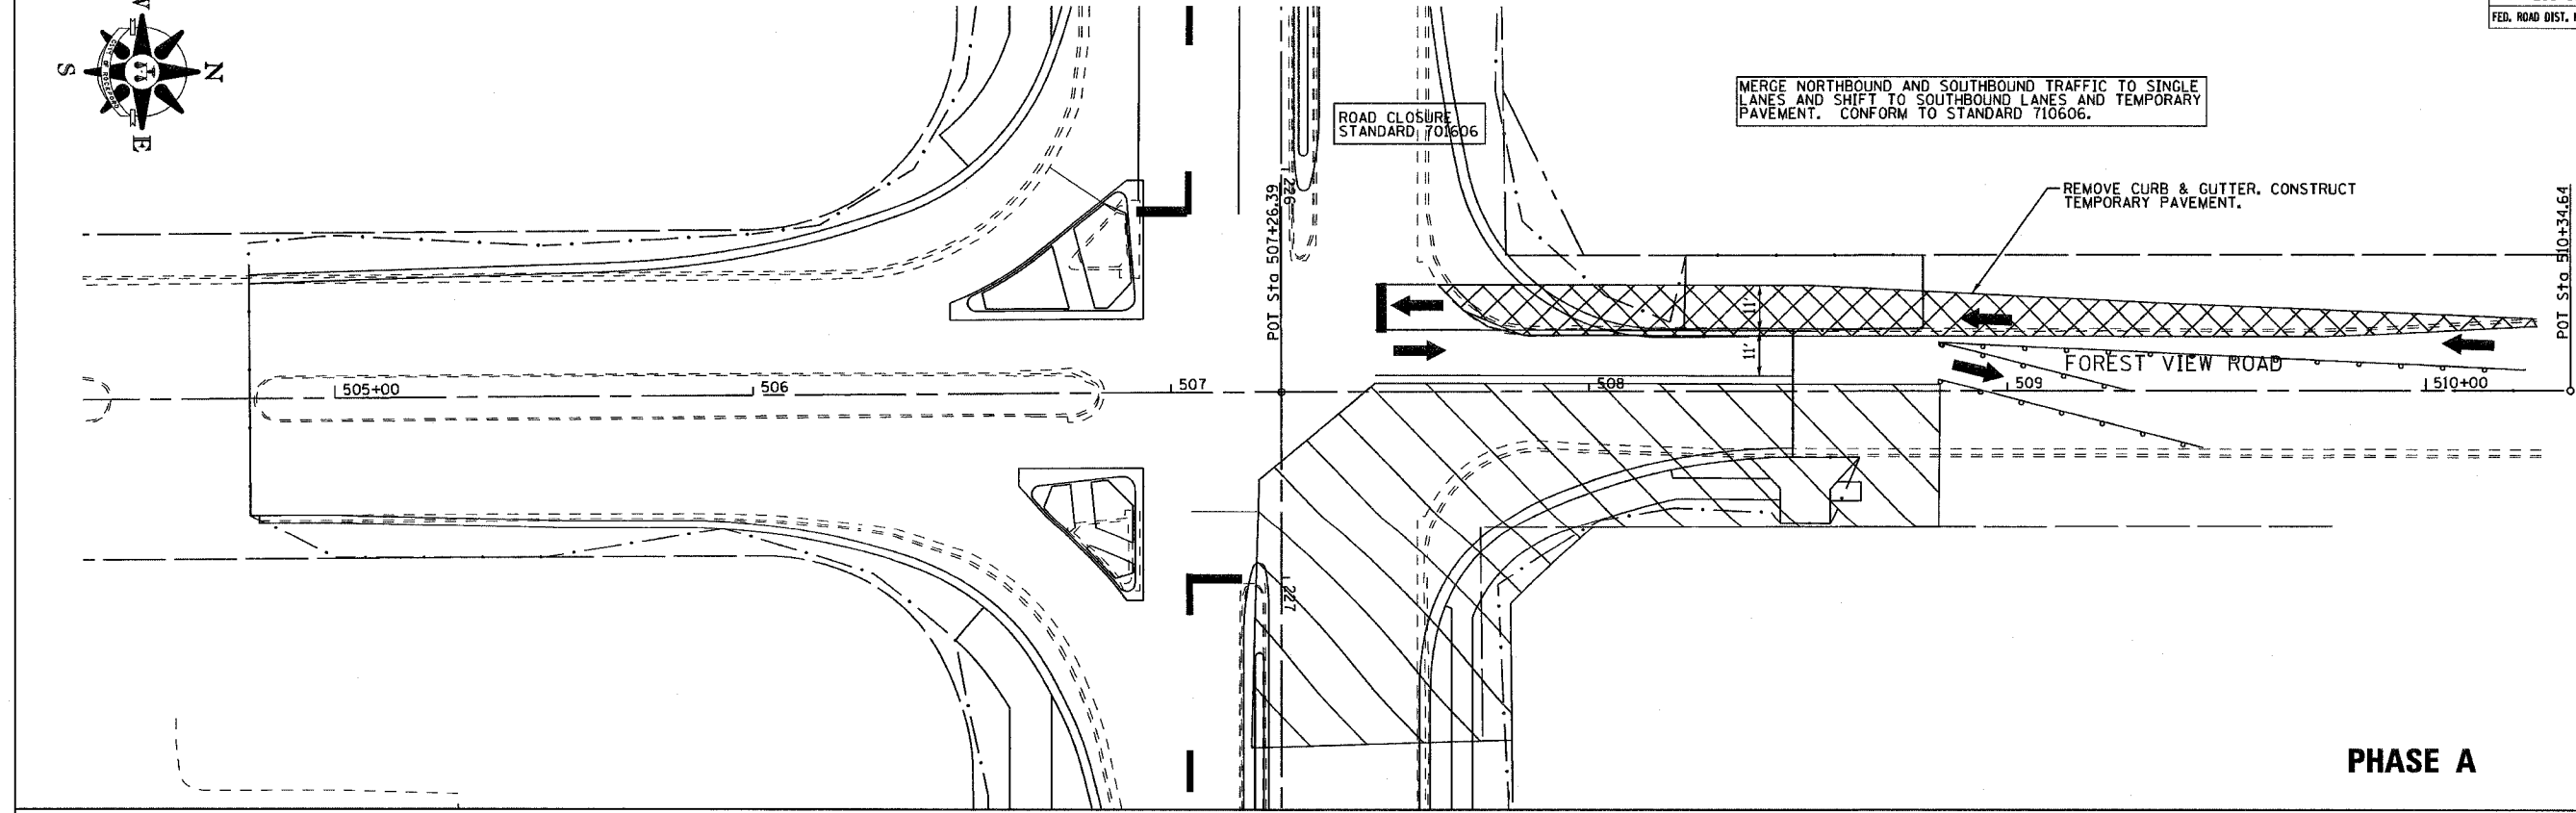 W
N
S
E
CITY OF ROCKFORD
FED. ROAD DIST.
MERGE NORTHBOUND AND SOUTHBOUND TRAFFIC TO SINGLE
LANES AND SHIFT TO SOUTHBOUND LANES AND TEMPORARY
PAVEMENT. CONFORM TO STANDARD 710606.
ROAD CLOSURE
STANDARD 701606
REMOVE CURB & GUTTER. CONSTRUCT
TEMPORARY PAVEMENT.
POT Sta 507+26.39
226
POT Sta 510+34.64
11'
11'
FOREST VIEW ROAD
505+00
506
507
508
509
510+00
227
PHASE A